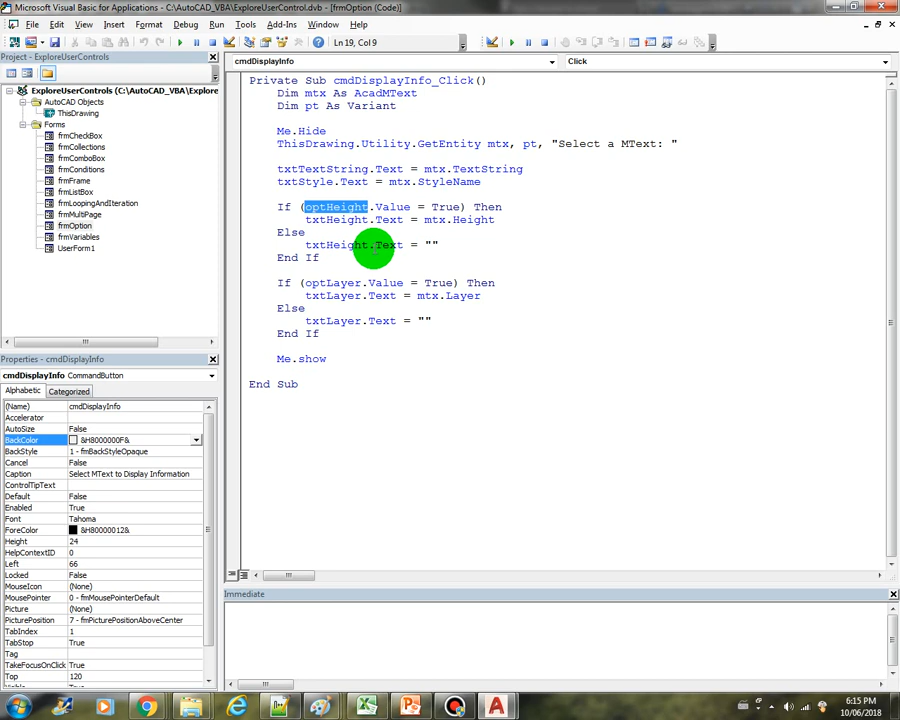 Microsoft Visual Basic for Applications - C:\AutoCAD_VBA\ExploreUserControl.dvb - [frmOption (Code)]
File Edit View Insert Format Debug Run Tools Add-Ins Window Help
Ln 19, Col 9
Project - ExploreUserControls
ExploreUserControls (C:\AutoCAD_VBA\Explore
AutoCAD Objects
ThisDrawing
Forms
frmCheckBox
frmCollections
frmComboBox
frmConditions
frmFrame
frmListBox
frmLoopingAndIteration
frmMultiPage
frmOption
frmVariables
UserForm1
Properties - cmdDisplayInfo
cmdDisplayInfo CommandButton
Alphabetic Categorized
(Name) cmdDisplayInfo
Accelerator
AutoSize False
BackColor &H8000000F&
BackStyle 1 - fmBackStyleOpaque
Cancel False
Caption Select MText to Display Information
ControlTipText
Default False
Enabled True
Font Tahoma
ForeColor &H80000012&
Height 24
HelpContextID 0
Left 66
Locked False
MouseIcon (None)
MousePointer 0 - fmMousePointerDefault
Picture (None)
PicturePosition 7 - fmPicturePositionAboveCenter
TabIndex 1
TabStop True
Tag
TakeFocusOnClick True
Top 120
cmdDisplayInfo Click
Private Sub cmdDisplayInfo_Click()
Dim mtx As AcadMText
Dim pt As Variant
Me.Hide
ThisDrawing.Utility.GetEntity mtx, pt, "Select a MText: "
txtTextString.Text = mtx.TextString
txtStyle.Text = mtx.StyleName
If (optHeight.Value = True) Then
txtHeight.Text = mtx.Height
Else
txtHeight.Text = ""
End If
If (optLayer.Value = True) Then
txtLayer.Text = mtx.Layer
Else
txtLayer.Text = ""
End If
Me.show
End Sub
Immediate
6:15 PM
10/06/2018